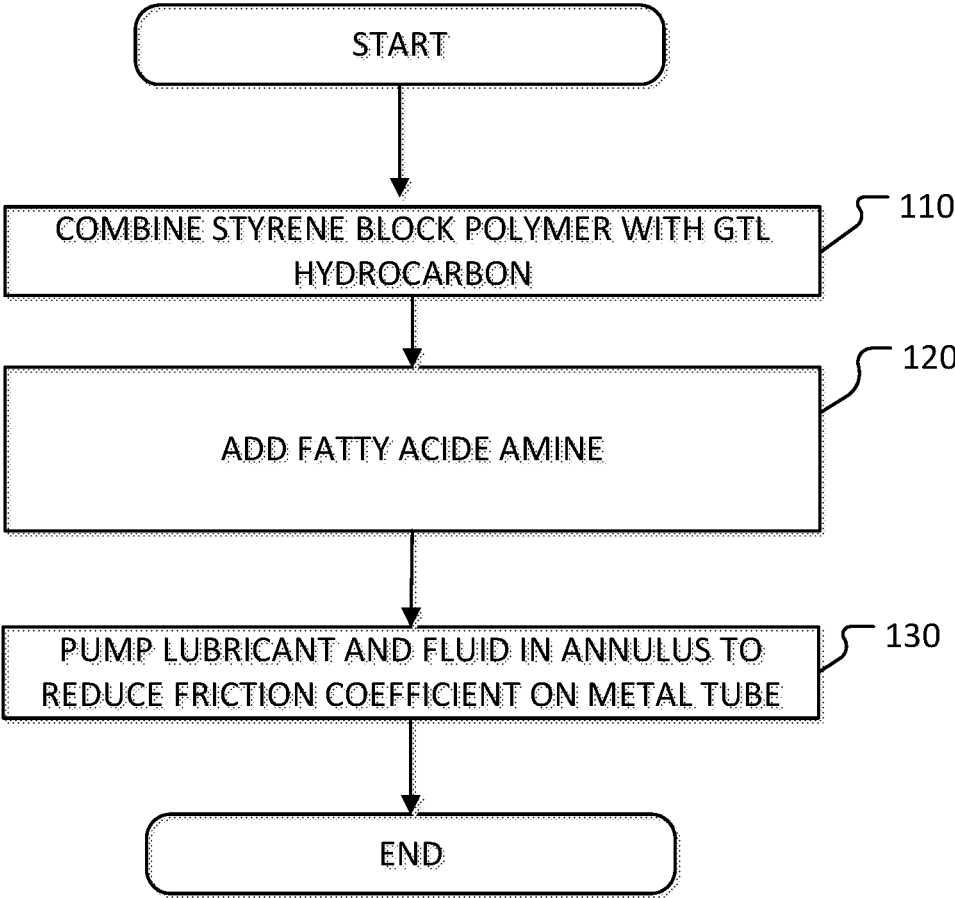 START
110
COMBINE STYRENE BLOCK POLYMER WITH GTL
HYDROCARBON
120
ADD FATTY ACIDE AMINE
130
PUMP LUBRICANT AND FLUID IN ANNULUS TO
REDUCE FRICTION COEFFICIENT ON METAL TUBE
END